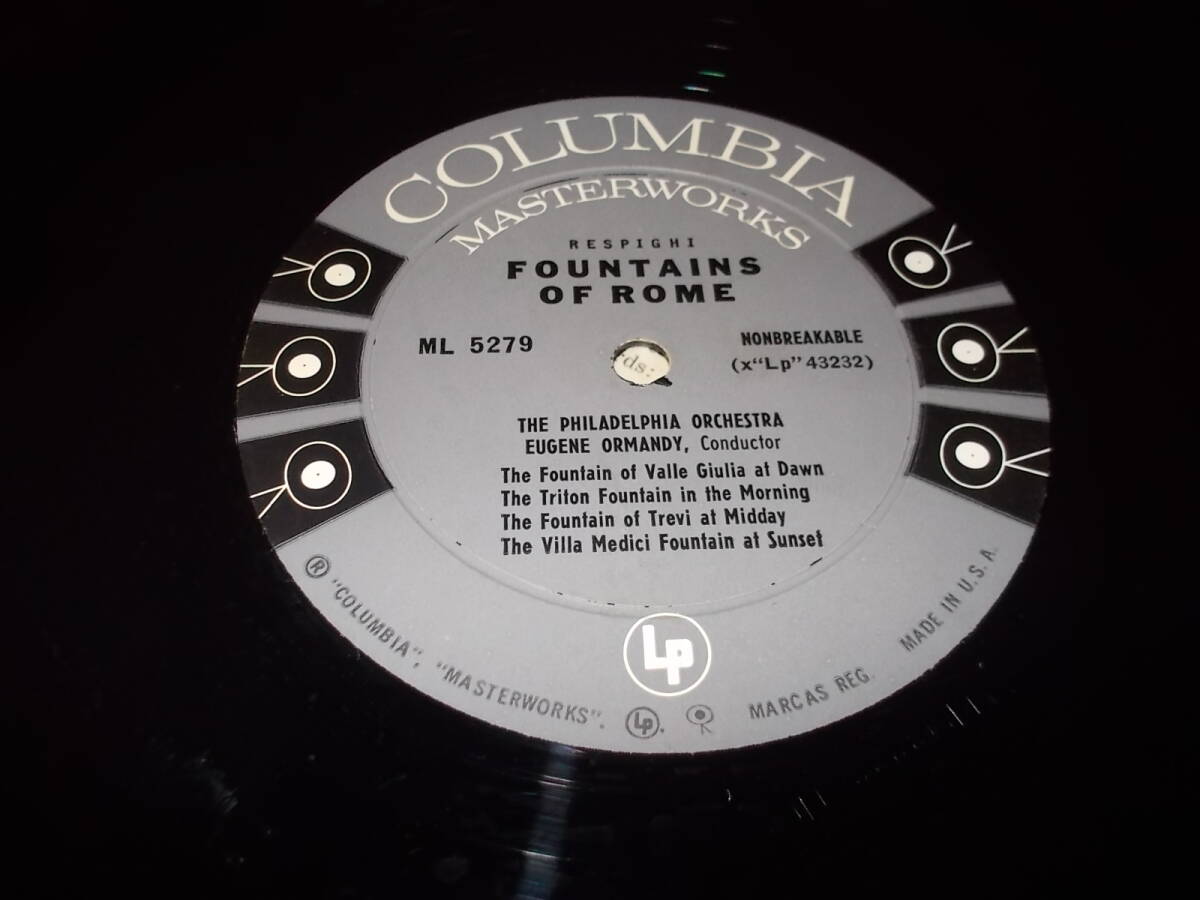 COLUMBIA
MASTERWORKS
RESPIGHI
FOUNTAINS
OF ROME
ML 5279
NONBREAKABLE
(x"Lp" 43232)
ds:
THE PHILADELPHIA ORCHESTRA
EUGENE ORMANDY, Conductor
The Fountain of Valle Giulia at Dawn
The Triton Fountain in the Morning
The Fountain of Trevi at Midday
The Villa Medici Fountain at Sunset
Lp
® "COLUMBIA", "MASTERWORKS", Lp, MARCAS REG. MADE IN U.S.A.